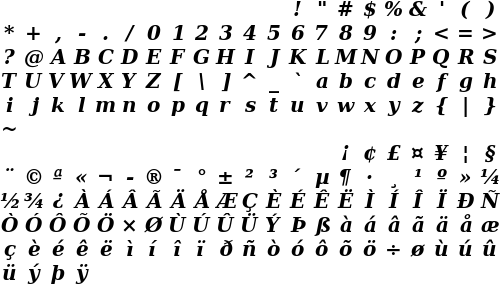 ! " # $ % & ' ( )
* + , - . / 0 1 2 3 4 5 6 7 8 9 : ; < = >
? @ A B C D E F G H I J K L M N O P Q R S
T U V W X Y Z [ \ ] ^ _ ` a b c d e f g h
i j k l m n o p q r s t u v w x y z { | }
~
¡ ¢ £ ¤ ¥ ¦ §
¨ © ª « ¬ - ® ¯ ° ± ² ³ ´ µ ¶ · ¸ ¹ º » ¼
½ ¾ ¿ À Á Â Ã Ä Å Æ Ç È É Ê Ë Ì Í Î Ï Ð Ñ
Ò Ó Ô Õ Ö × Ø Ù Ú Û Ü Ý Þ ß à á â ã ä å æ
ç è é ê ë ì í î ï ð ñ ò ó ô õ ö ÷ ø ù ú û
ü ý þ ÿ